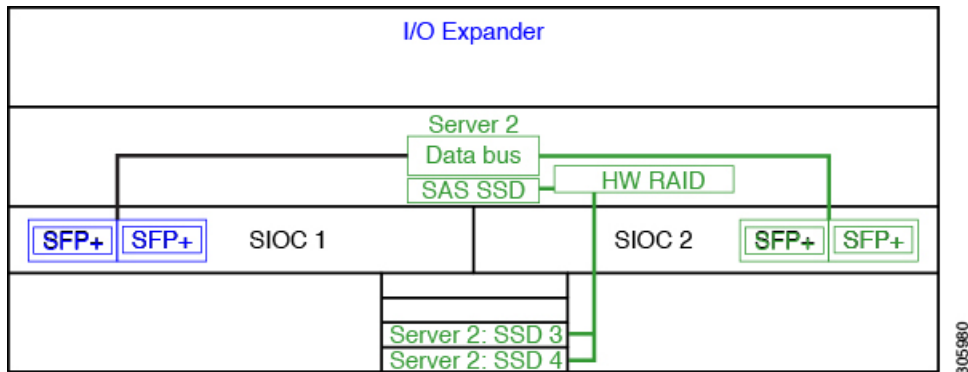 I/O Expander
Server 2
Data bus
SAS SSD
HW RAID
SFP+ SFP+ SIOC 1 SIOC 2 SFP+ SFP+
Server 2: SSD 3
Server 2: SSD 4
305980